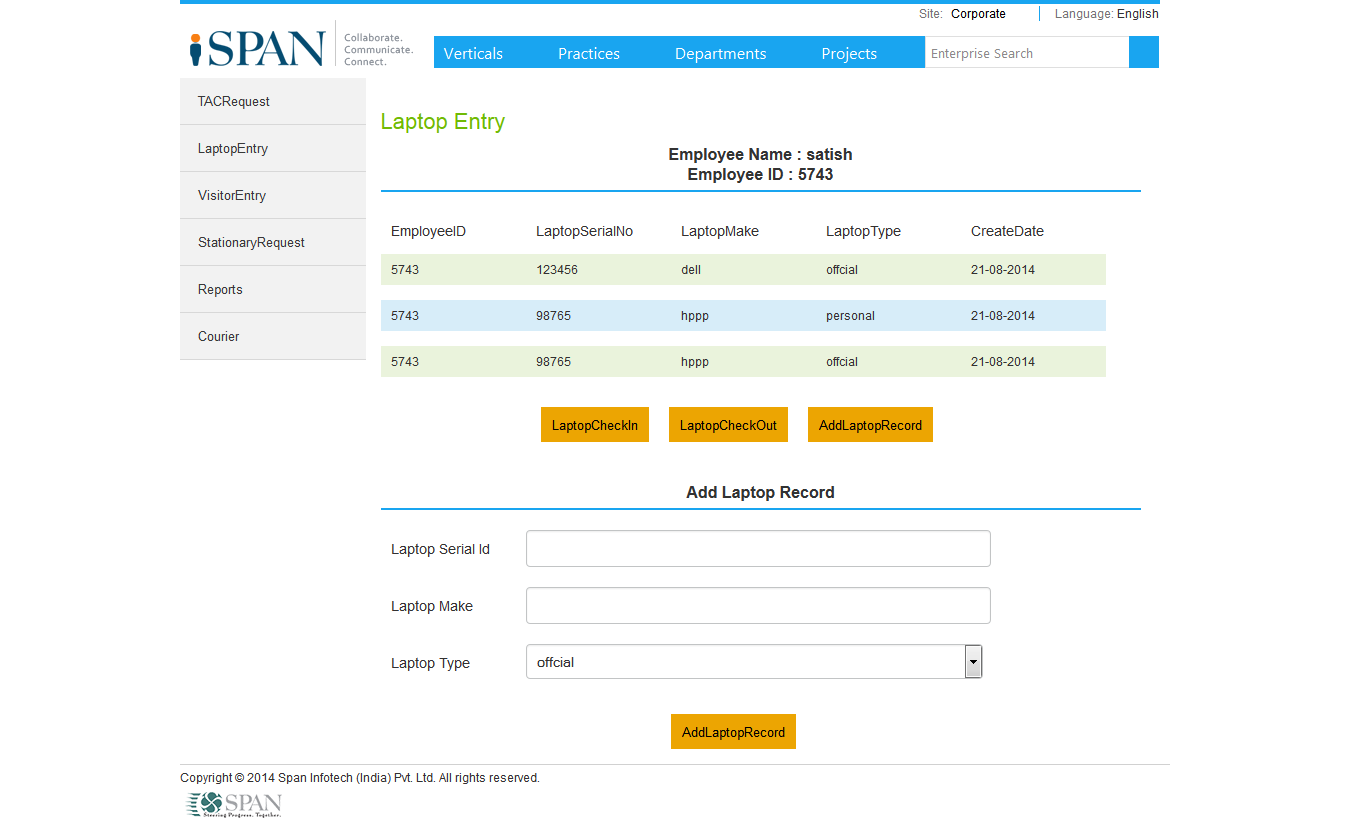 Site: Corporate | Language: English
iSPAN
Collaborate.
Communicate.
Connect.
Verticals Practices Departments Projects Enterprise Search
TACRequest
LaptopEntry
VisitorEntry
StationaryRequest
Reports
Courier
Laptop Entry
Employee Name : satish
Employee ID : 5743
EmployeeID LaptopSerialNo LaptopMake LaptopType CreateDate
5743 123456 dell offcial 21-08-2014
5743 98765 hppp personal 21-08-2014
5743 98765 hppp offcial 21-08-2014
LaptopCheckIn LaptopCheckOut AddLaptopRecord
Add Laptop Record
Laptop Serial Id
Laptop Make
Laptop Type offcial
AddLaptopRecord
Copyright © 2014 Span Infotech (India) Pvt. Ltd. All rights reserved.
SPAN
Steering Progress. Together.